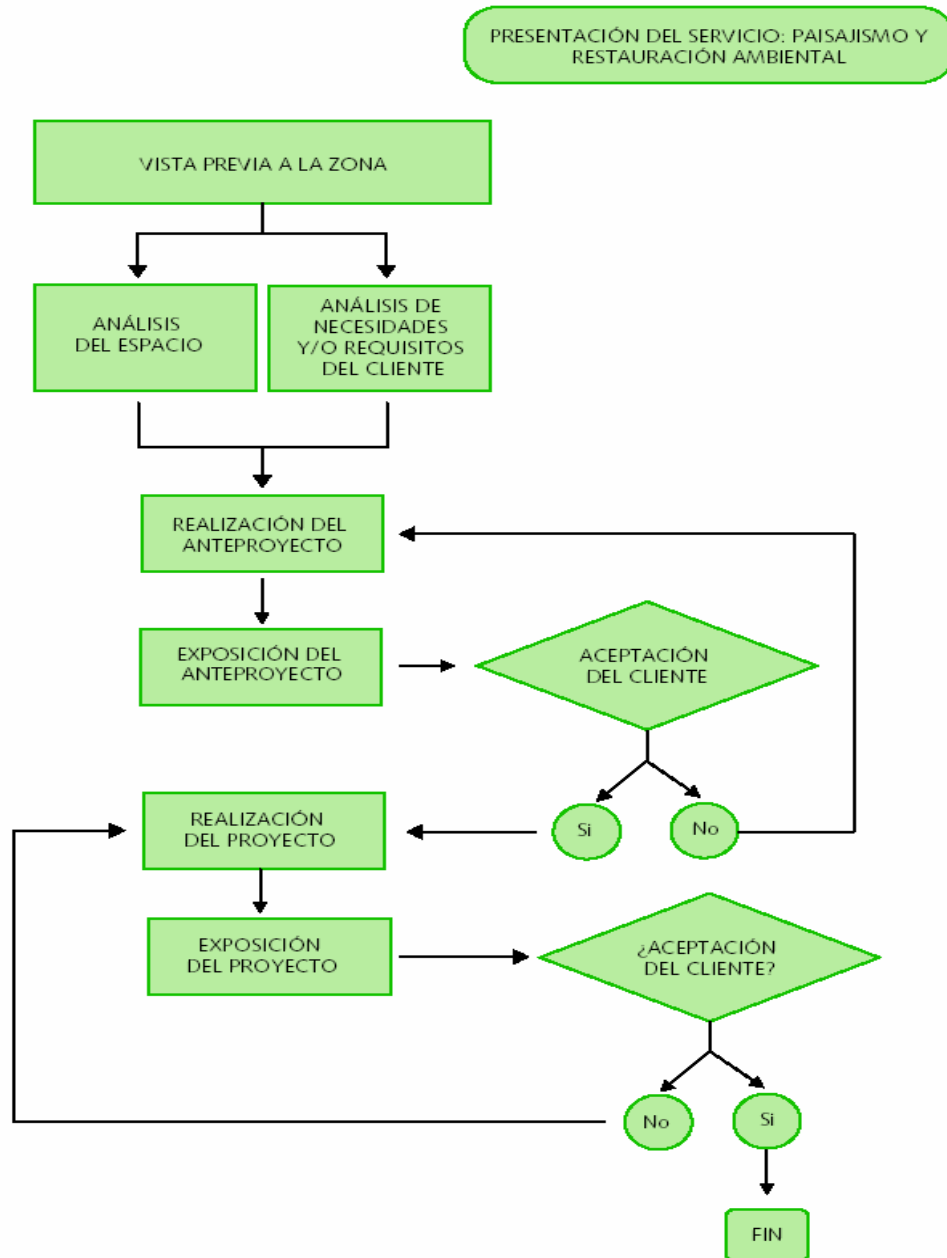 PRESENTACIÓN DEL SERVICIO: PAISAJISMO Y
RESTAURACIÓN AMBIENTAL
VISTA PREVIA A LA ZONA
ANÁLISIS
DEL ESPACIO
ANÁLISIS DE
NECESIDADES
Y/O REQUISITOS
DEL CLIENTE
REALIZACIÓN DEL
ANTEPROYECTO
EXPOSICIÓN DEL
ANTEPROYECTO
ACEPTACIÓN
DEL CLIENTE
Si
No
REALIZACIÓN
DEL PROYECTO
EXPOSICIÓN
DEL PROYECTO
¿ACEPTACIÓN
DEL CLIENTE?
No
Si
FIN